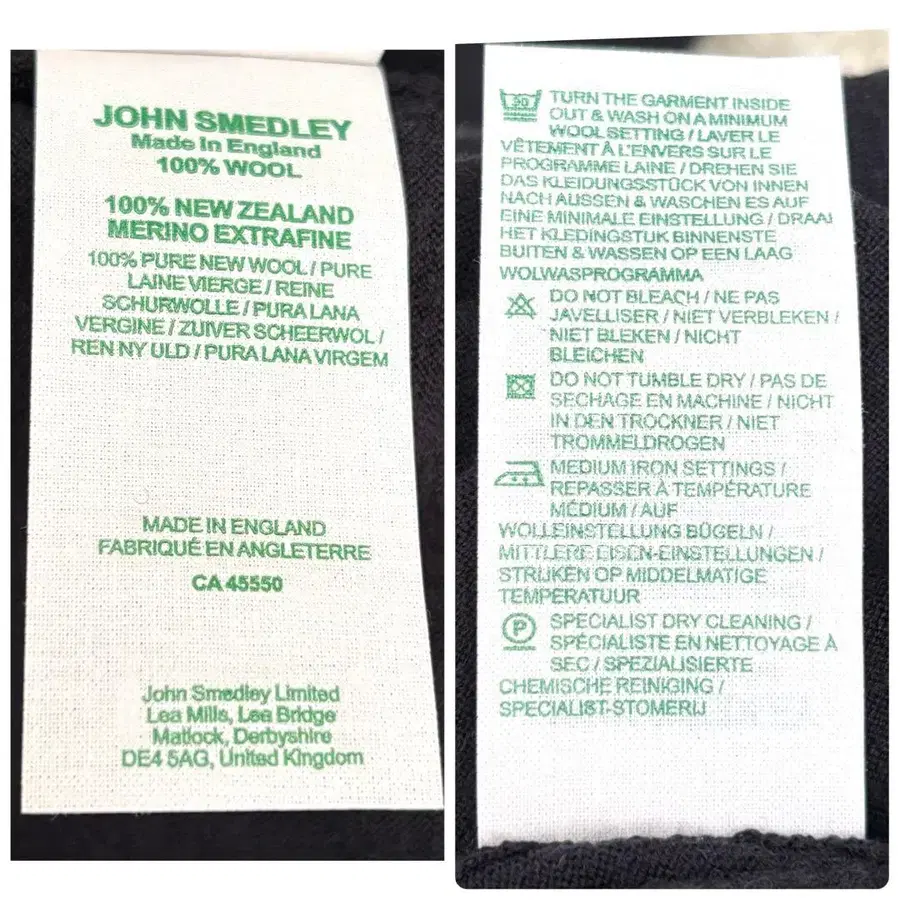 JOHN SMEDLEY
Made In England
100% WOOL
100% NEW ZEALAND
MERINO EXTRAFINE
100% PURE NEW WOOL / PURE
LAINE VIERGE / REINE
SCHURWOLLE / PURA LANA
VERGINE / ZUIVER SCHEERWOL /
REN NY ULD / PURA LANA VIRGEM
MADE IN ENGLAND
FABRIQUÉ EN ANGLETERRE
CA 45550
John Smedley Limited
Lea Mills, Lea Bridge
Matlock, Derbyshire
DE4 5AG, United Kingdom
30 TURN THE GARMENT INSIDE
OUT & WASH ON A MINIMUM
WOOL SETTING / LAVER LE
VÊTEMENT À L'ENVERS SUR LE
PROGRAMME LAINE / DREHEN SIE
DAS KLEIDUNGSSTÜCK VON INNEN
NACH AUSSEN & WASCHEN ES AUF
EINE MINIMALE EINSTELLUNG / DRAAI
HET KLEDINGSTUK BINNENSTE
BUITEN & WASSEN OP EEN LAAG
WOLWASPROGRAMMA
DO NOT BLEACH / NE PAS
JAVELLISER / NIET VERBLEKEN /
NIET BLEKEN / NICHT
BLEICHEN
DO NOT TUMBLE DRY / PAS DE
SECHAGE EN MACHINE / NICHT
IN DEN TROCKNER / NIET
TROMMELDROGEN
MEDIUM IRON SETTINGS /
REPASSER À TEMPÉRATURE
MÉDIUM / AUF
WOLLEINSTELLUNG BÜGELN /
MITTLERE EISEN-EINSTELLUNGEN /
STRIJKEN OP MIDDELMATIGE
TEMPERATUUR
P SPECIALIST DRY CLEANING /
SPÉCIALISTE EN NETTOYAGE À
SEC / SPEZIALISIERTE
CHEMISCHE REINIGING /
SPECIALIST-STOMERIJ